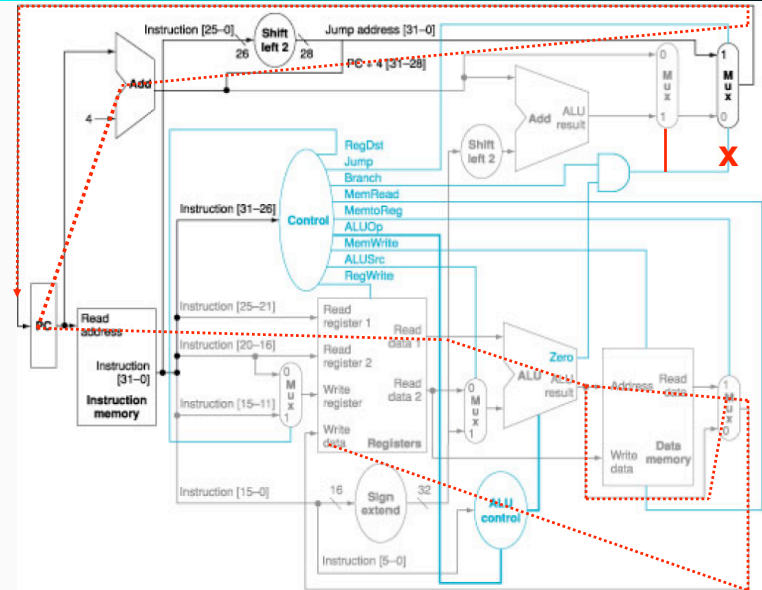 Instruction [25–0]
Shift
left 2
Jump address [31–0]
26
28
PC + 4 [31–28]
Add
4
0
M
u
x
1
1
M
u
x
0
Add
ALU
result
Shift
left 2
X
RegDst
Jump
Branch
MemRead
MemtoReg
ALUOp
MemWrite
ALUSrc
RegWrite
Control
Instruction [31–26]
PC
Read
address
Instruction
[31–0]
Instruction
memory
Instruction [25–21]
Instruction [20–16]
Instruction [15–11]
0
M
u
x
1
Read
register 1
Read
register 2
Write
register
Write
data
Read
data 1
Read
data 2
Registers
0
M
u
x
1
Zero
ALU
ALU
result
Address
Read
data
Write
data
Data
memory
1
M
u
x
0
Instruction [15–0]
16
Sign
extend
32
ALU
control
Instruction [5–0]